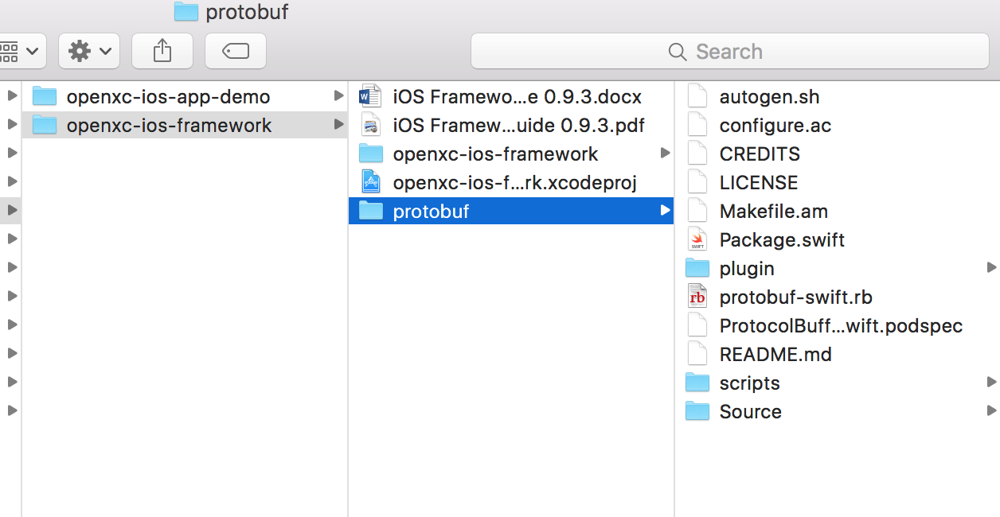 protobuf
Search
openxc-ios-app-demo
openxc-ios-framework
iOS Framewo...e 0.9.3.docx
iOS Framew...uide 0.9.3.pdf
openxc-ios-framework
openxc-ios-f...rk.xcodeproj
protobuf
autogen.sh
configure.ac
CREDITS
LICENSE
Makefile.am
Package.swift
plugin
protobuf-swift.rb
ProtocolBuff...wift.podspec
README.md
scripts
Source